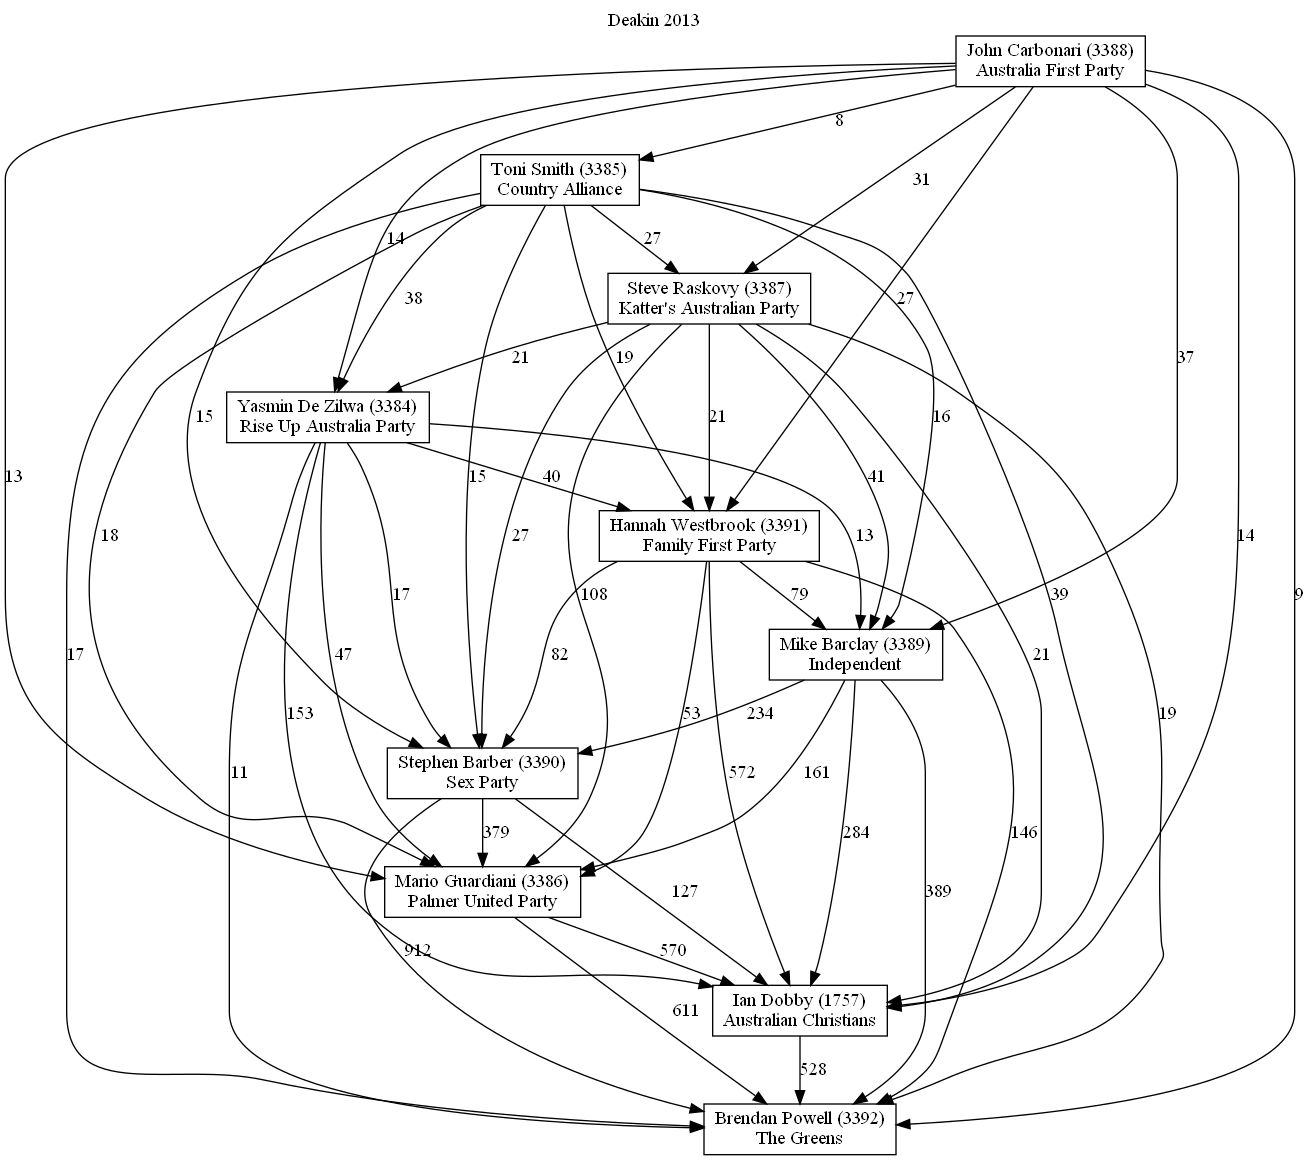 Deakin 2013
John Carbonari (3388)
Australia First Party
8
Toni Smith (3385)
Country Alliance
31
14
27
Steve Raskovy (3387)
Katter's Australian Party
38
27
21
19
37
Yasmin De Zilwa (3384)
Rise Up Australia Party
15
21
16
13
15
40
41
Hannah Westbrook (3391)
Family First Party
18
27
13
14
17
108
79
39
9
17
47
82
Mike Barclay (3389)
Independent
21
153
53
234
19
Stephen Barber (3390)
Sex Party
11
572
161
379
284
146
Mario Guardiani (3386)
Palmer United Party
127
389
912
570
Ian Dobby (1757)
Australian Christians
611
528
Brendan Powell (3392)
The Greens